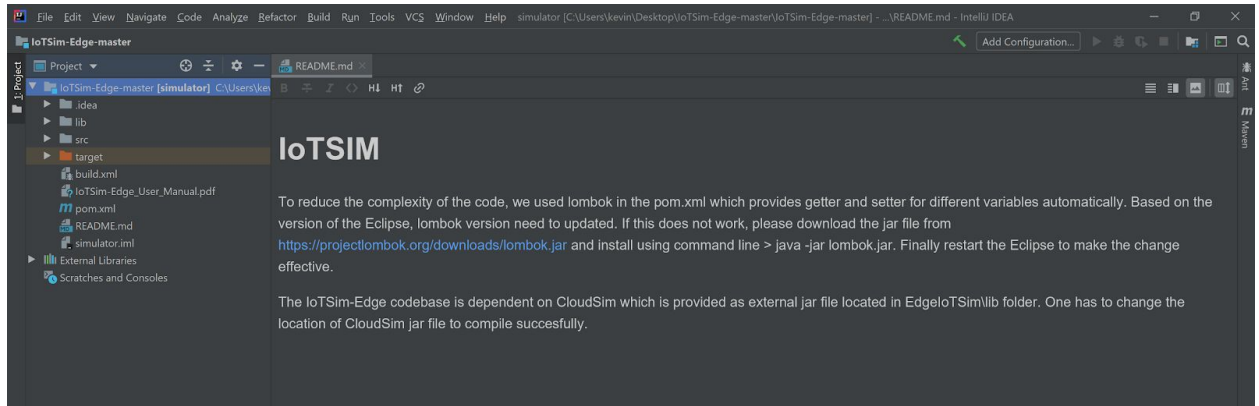 File Edit View Navigate Code Analyze Refactor Build Run Tools VCS Window Help simulator [C:\Users\kevin\Desktop\IoTSim-Edge-master\IoTSim-Edge-master] - ...\README.md - IntelliJ IDEA
IoTSim-Edge-master
Add Configuration...
1: Project
Project
README.md
IoTSim-Edge-master [simulator] C:\Users\kev
.idea
lib
src
target
build.xml
IoTSim-Edge_User_Manual.pdf
pom.xml
README.md
simulator.iml
External Libraries
Scratches and Consoles
B I <> H↓ H↑
IoTSIM
To reduce the complexity of the code, we used lombok in the pom.xml which provides getter and setter for different variables automatically. Based on the
version of the Eclipse, lombok version need to updated. If this does not work, please download the jar file from
https://projectlombok.org/downloads/lombok.jar and install using command line > java -jar lombok.jar. Finally restart the Eclipse to make the change
effective.
The IoTSim-Edge codebase is dependent on CloudSim which is provided as external jar file located in EdgeIoTSim\lib folder. One has to change the
location of CloudSim jar file to compile succesfully.
Ant
m Maven